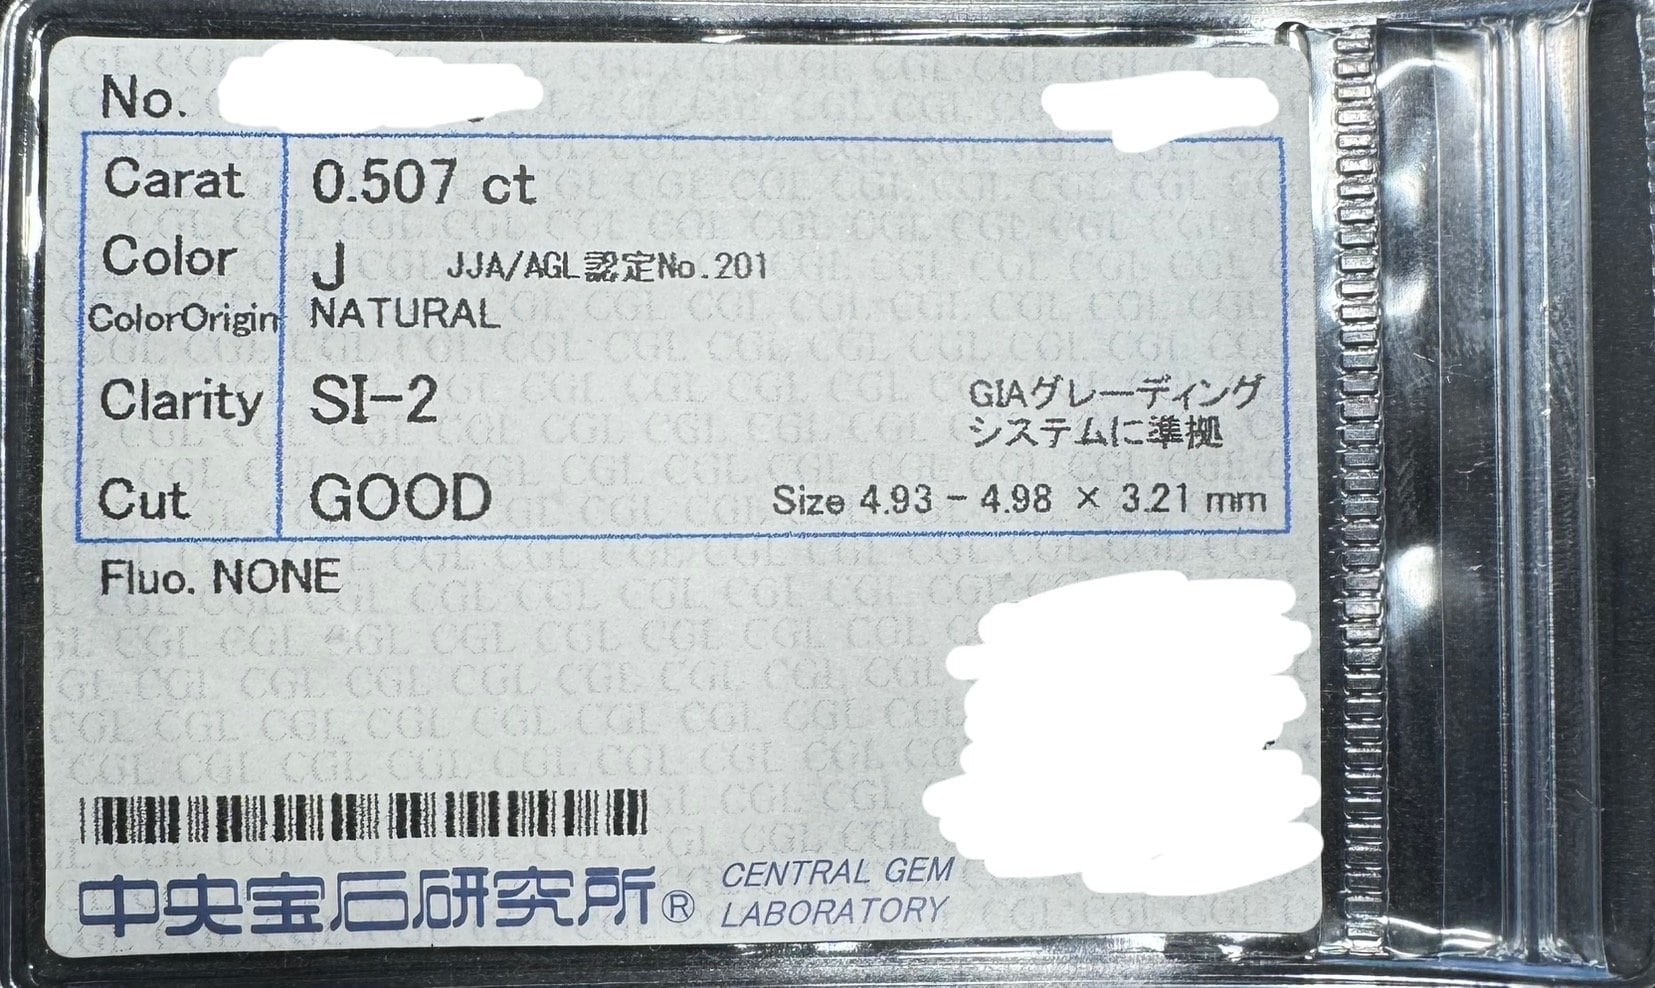 No.
Carat 0.507 ct
Color J JJA/AGL認定No.201
ColorOrigin NATURAL
Clarity SI-2 GIAグレーディング
システムに準拠
Cut GOOD Size 4.93 - 4.98 × 3.21 mm
Fluo. NONE
中央宝石研究所® CENTRAL GEM
LABORATORY